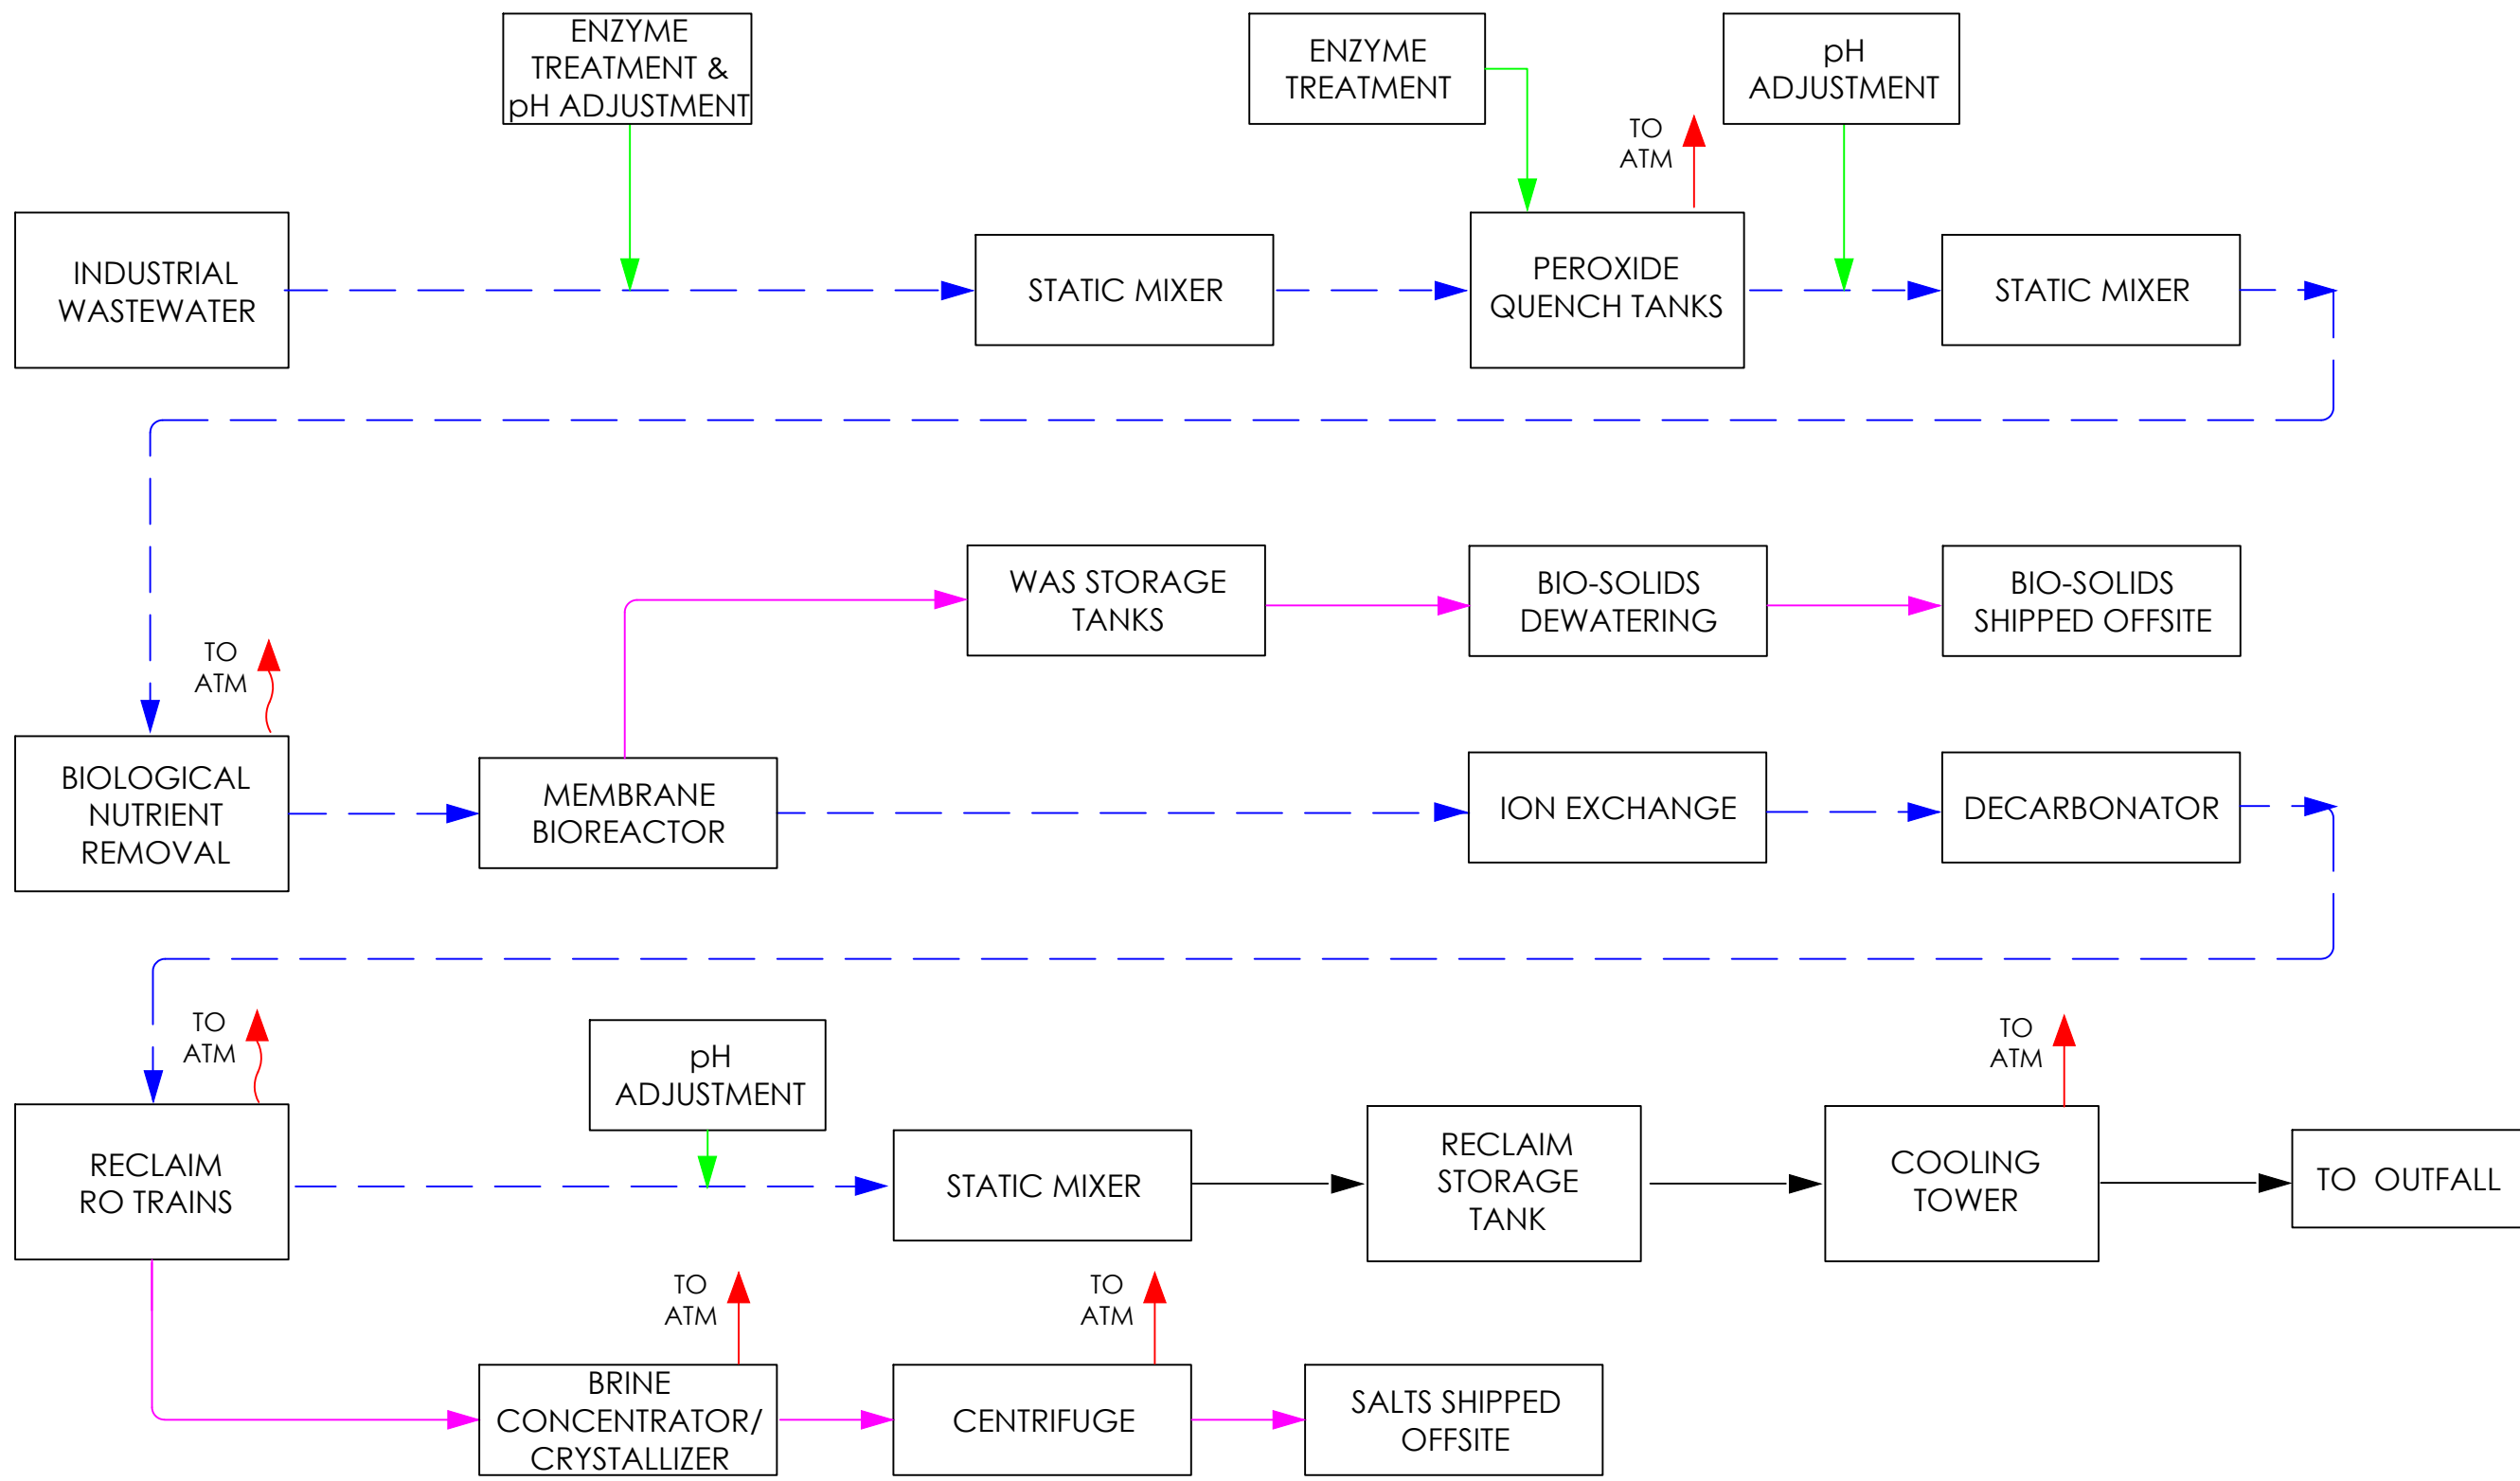 ENZYME
TREATMENT &
pH ADJUSTMENT
ENZYME
TREATMENT
pH
ADJUSTMENT
TO
ATM
INDUSTRIAL
WASTEWATER
STATIC MIXER
PEROXIDE
QUENCH TANKS
STATIC MIXER
WAS STORAGE
TANKS
BIO-SOLIDS
DEWATERING
BIO-SOLIDS
SHIPPED OFFSITE
TO
ATM
BIOLOGICAL
NUTRIENT
REMOVAL
MEMBRANE
BIOREACTOR
ION EXCHANGE
DECARBONATOR
TO
ATM
pH
ADJUSTMENT
TO
ATM
RECLAIM
RO TRAINS
STATIC MIXER
RECLAIM
STORAGE
TANK
COOLING
TOWER
TO OUTFALL
TO
ATM
TO
ATM
BRINE
CONCENTRATOR/
CRYSTALLIZER
CENTRIFUGE
SALTS SHIPPED
OFFSITE